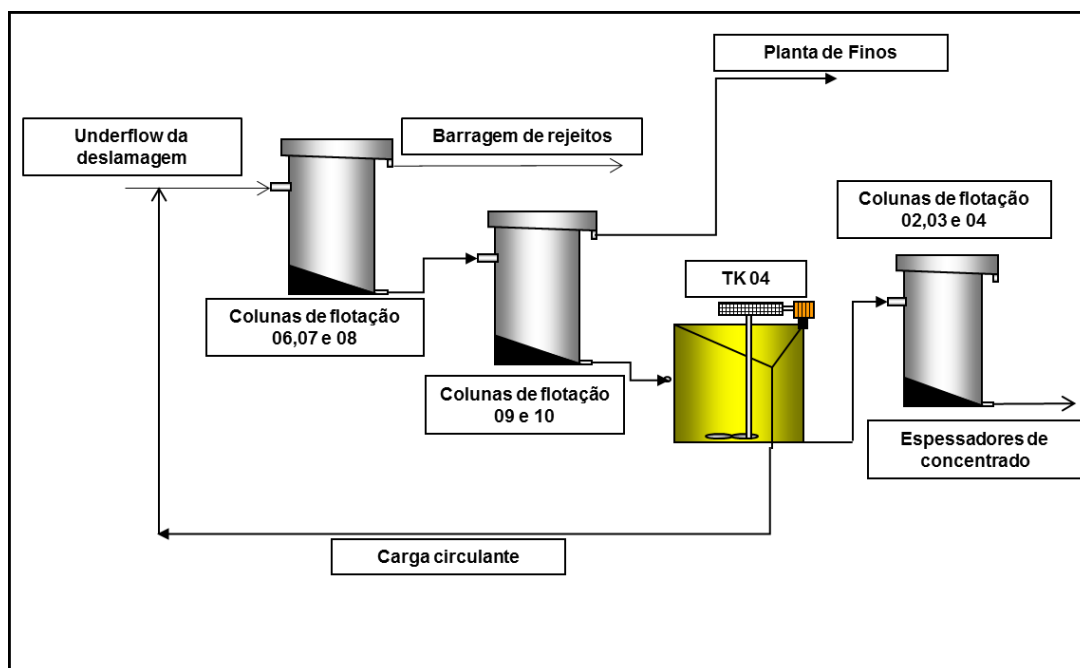 Planta de Finos
Underflow da
deslamagem
Barragem de rejeitos
Colunas de flotação
02,03 e 04
TK 04
Colunas de flotação
06,07 e 08
Colunas de flotação
09 e 10
Espessadores de
concentrado
Carga circulante